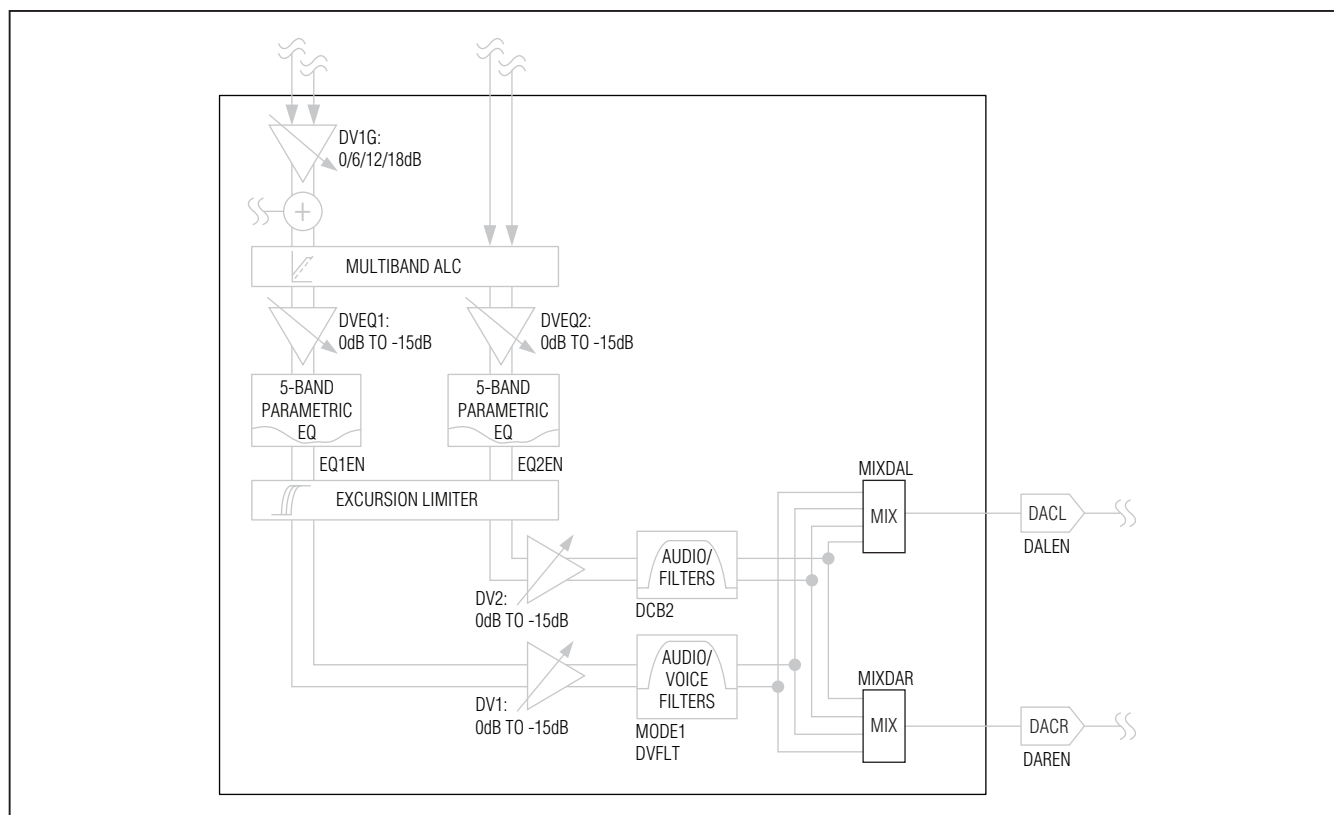 DV1G:
0/6/12/18dB
+
MULTIBAND ALC
DVEQ1:
0dB TO -15dB
DVEQ2:
0dB TO -15dB
5-BAND
PARAMETRIC
EQ
5-BAND
PARAMETRIC
EQ
EQ1EN
EQ2EN
EXCURSION LIMITER
MIXDAL
MIX
DACL
DALEN
AUDIO/
FILTERS
DCB2
DV2:
0dB TO -15dB
AUDIO/
VOICE
FILTERS
MODE1
DVFLT
DV1:
0dB TO -15dB
MIXDAR
MIX
DACR
DAREN